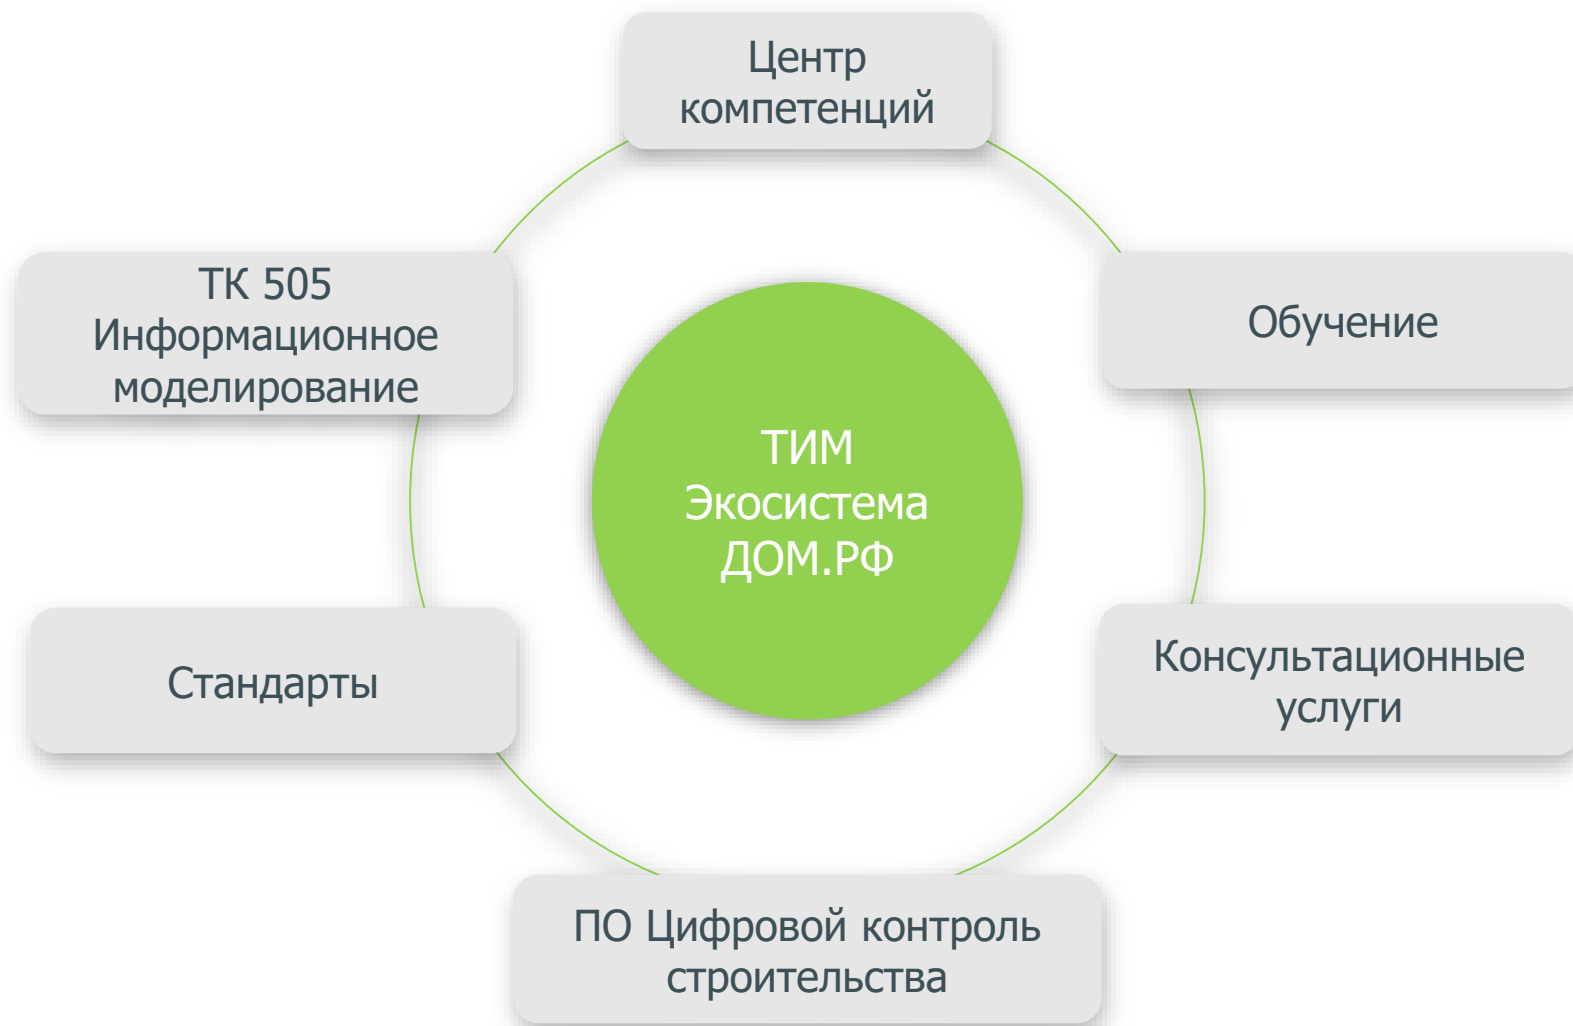 Центр
компетенций
ТК 505
Информационное
моделирование
Обучение
ТИМ
Экосистема
ДОМ.РФ
Стандарты
Консультационные
услуги
ПО Цифровой контроль
строительства